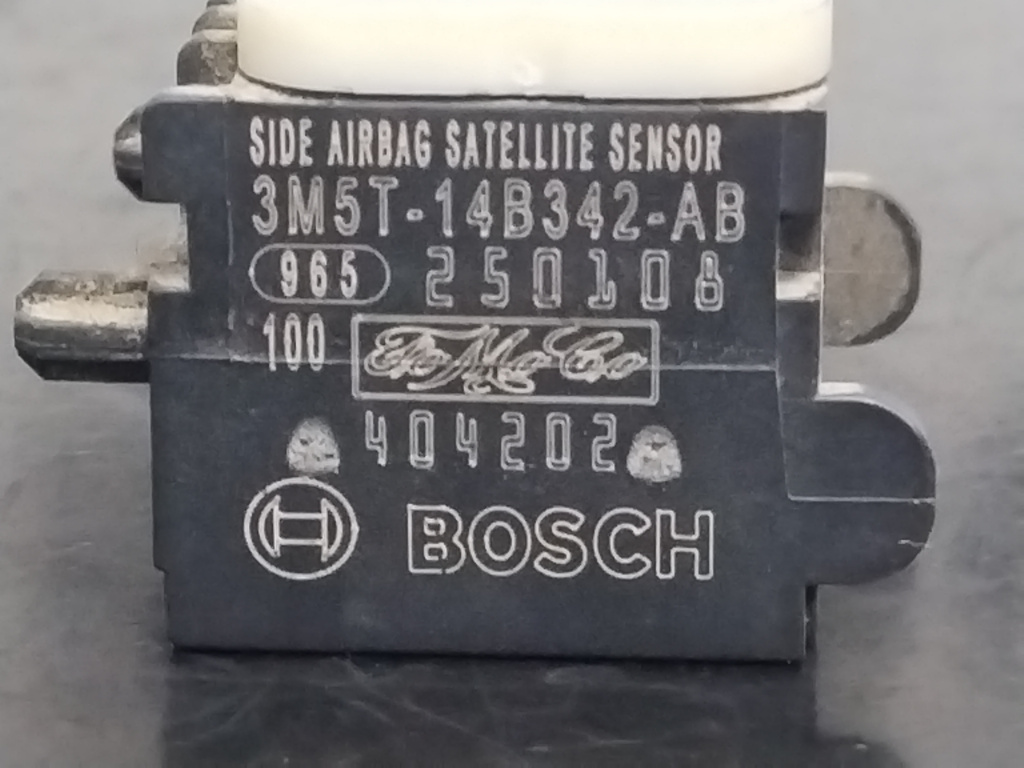 SIDE AIRBAG SATELLITE SENSOR
3M5T-14B342-AB
965 250108
100 FoMoCo
404202
BOSCH